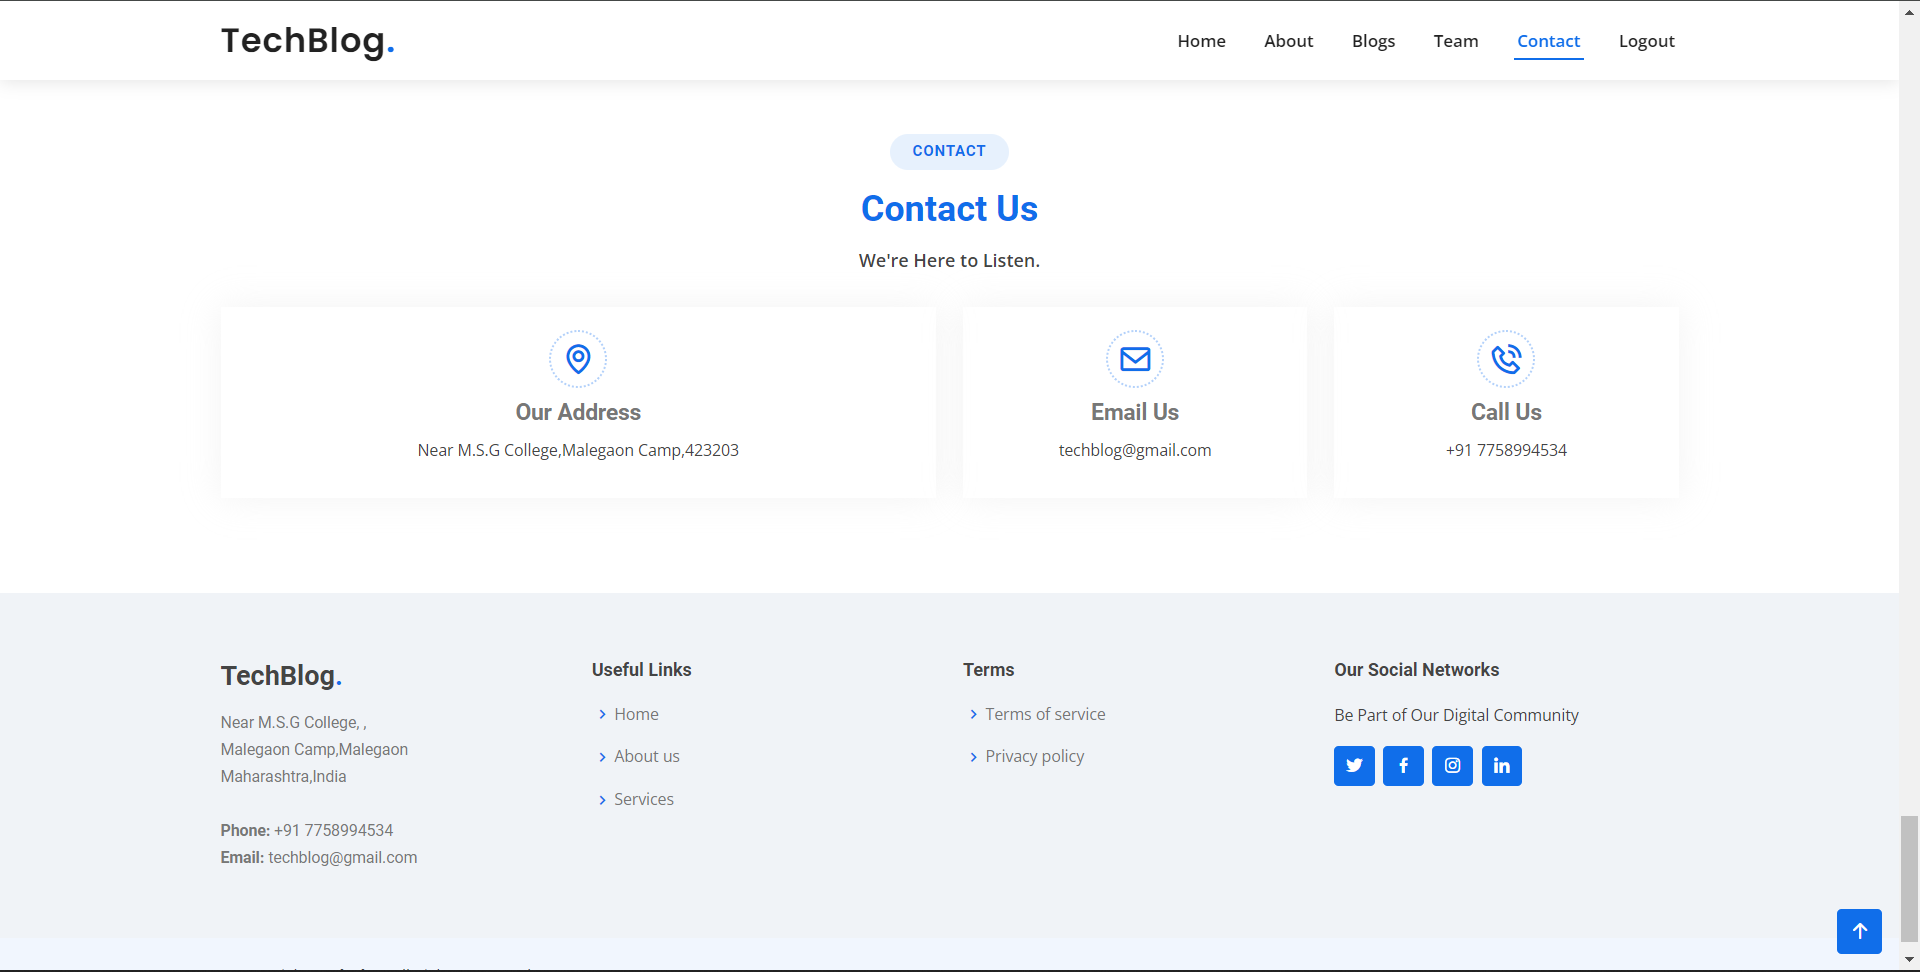 TechBlog.
Home About Blogs Team Contact Logout
CONTACT
Contact Us
We're Here to Listen.
Our Address
Near M.S.G College,Malegaon Camp,423203
Email Us
techblog@gmail.com
Call Us
+91 7758994534
TechBlog.
Near M.S.G College, ,
Malegaon Camp,Malegaon
Maharashtra,India
Phone: +91 7758994534
Email: techblog@gmail.com
Useful Links
Home
About us
Services
Terms
Terms of service
Privacy policy
Our Social Networks
Be Part of Our Digital Community